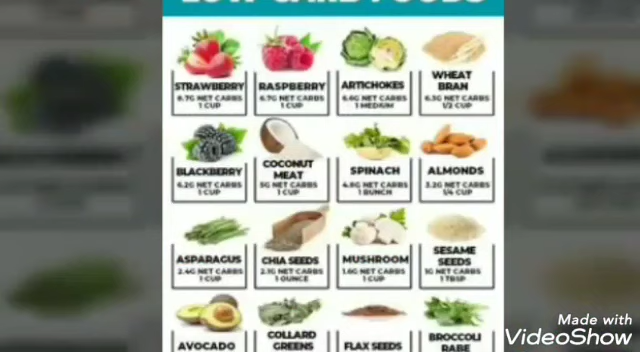 LOW CARB FOODS
STRAWBERRY RASPBERRY ARTICHOKES WHEAT
BRAN
8.7G NET CARBS 6.7G NET CARBS 6.6G NET CARBS 6.3G NET CARBS
1 CUP 1 CUP 1 MEDIUM 1/2 CUP
BLACKBERRY COCONUT
MEAT SPINACH ALMONDS
6.2G NET CARBS 5G NET CARBS 4.8G NET CARBS 3.2G NET CARBS
1 CUP 1 CUP 1 BUNCH 1/4 CUP
ASPARAGUS CHIA SEEDS MUSHROOM SESAME
SEEDS
2.4G NET CARBS 2.1G NET CARBS 1.6G NET CARBS 1G NET CARBS
1 CUP 1 OUNCE 1 CUP 1 TBSP
AVOCADO COLLARD
GREENS FLAX SEEDS BROCCOLI
RABE
Made with
VideoShow